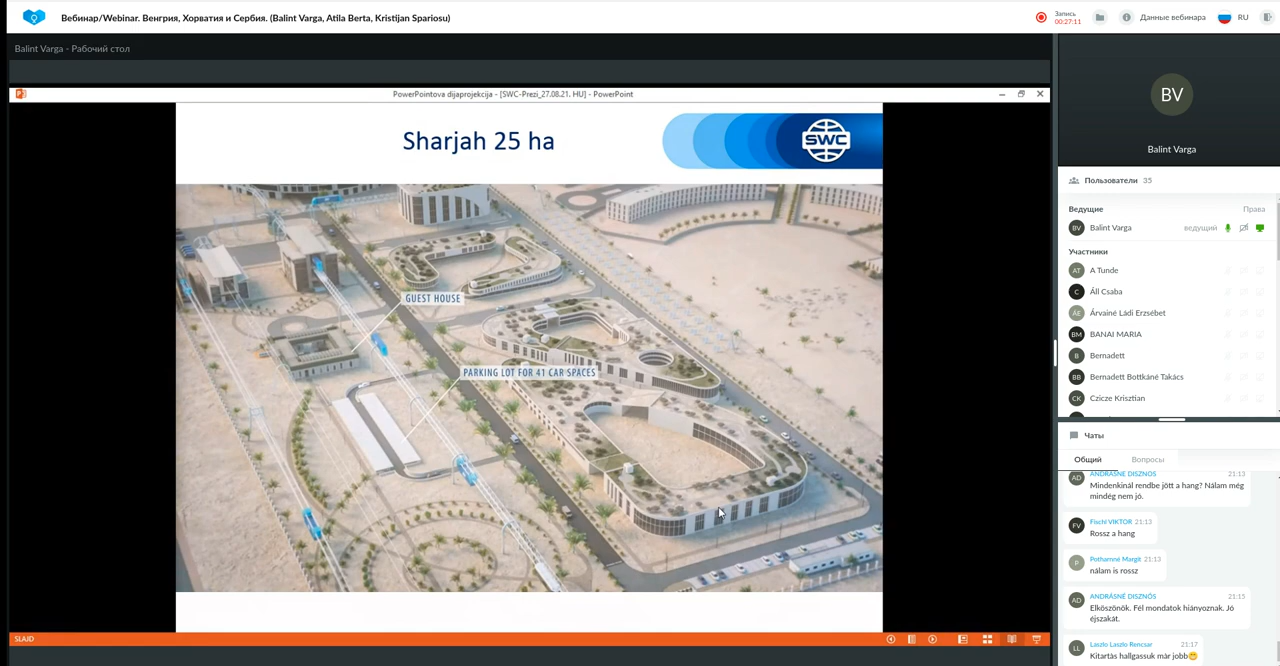 Вебинар/Webinar. Венгрия, Хорватия и Сербия. (Balint Varga, Atila Berta, Kristijan Spariosu)
Запись
00:27:11
Данные вебинара
RU
Balint Varga - Рабочий стол
PowerPointova dijaprojekcija - [SWC-Prezi_27.08.21. HU] - PowerPoint
Sharjah 25 ha
SWC
GUEST HOUSE
PARKING LOT FOR 41 CAR SPACES
SLAJD
BV
Balint Varga
Пользователи 35
Ведущие Права
BV Balint Varga ведущий
Участники
AT A Tunde
C Áll Csaba
ÁE Árvainé Ládi Erzsébet
BM BANAI MARIA
B Bernadett
BB Bernadett Bottkáné Takács
CK Czicze Krisztian
Чаты
Общий Вопросы
AD ANDRÁSNÉ DISZNÓS 21:13
Mindenkinál rendbe jött a hang? Nálam még
mindég nem jó.
FV Fischl VIKTOR 21:13
Rossz a hang
P Pothamné Margit 21:13
nálam is rossz
AD ANDRÁSNÉ DISZNÓS 21:15
Elköszönök. Fél mondatok hiányoznak. Jó
éjszakát.
LL Laszlo Laszlo Rencsar 21:17
Kitartás hallgassuk már jobb😁